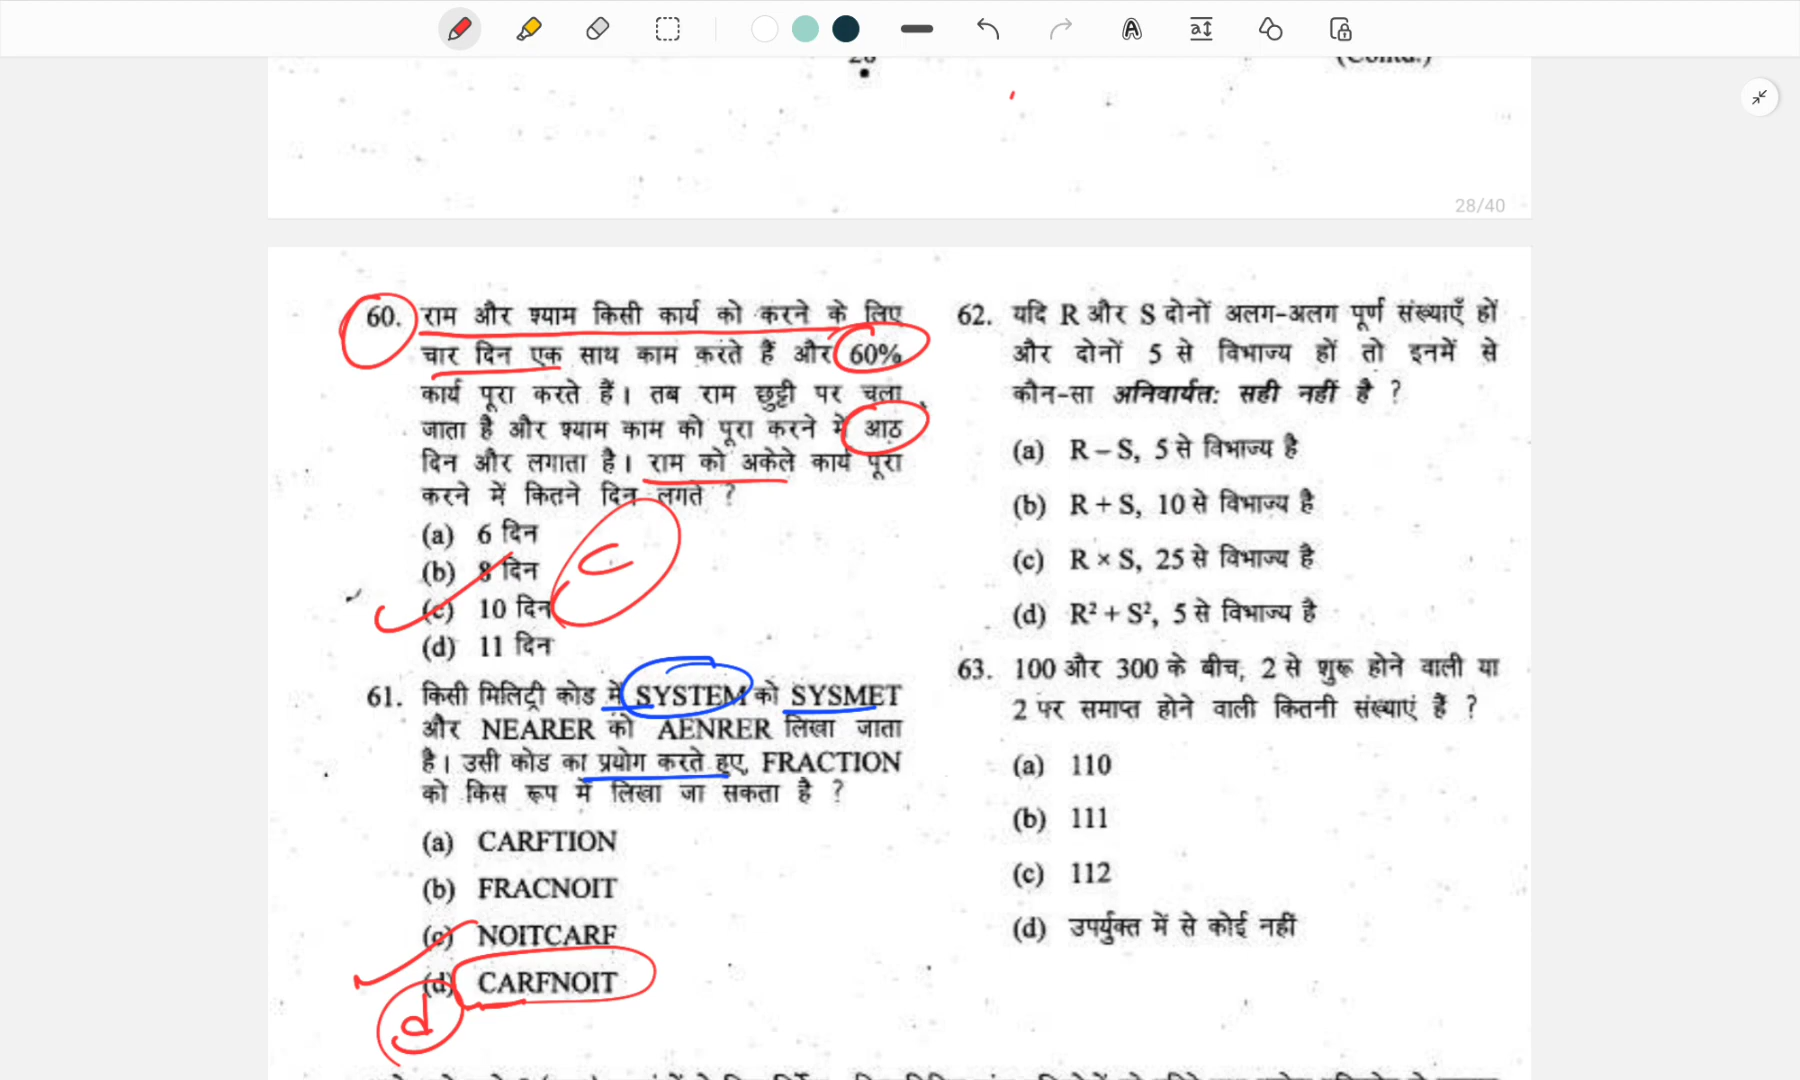 28/40
60. राम और श्याम किसी कार्य को करने के लिए
चार दिन एक साथ काम करते हैं और 60%
कार्य पूरा करते हैं। तब राम छुट्टी पर चला
जाता है और श्याम काम को पूरा करने में आठ
दिन और लगाता है। राम को अकेले कार्य पूरा
करने में कितने दिन लगते ?
(a) 6 दिन
(b) 8 दिन
(c) 10 दिन
C
(d) 11 दिन
61. किसी मिलिट्री कोड में SYSTEM को SYSMET
और NEARER को AENRER लिखा जाता
है। उसी कोड का प्रयोग करते हुए, FRACTION
को किस रूप में लिखा जा सकता है ?
(a) CARFTION
(b) FRACNOIT
(c) NOITCARF
(d) CARFNOIT
d
62. यदि R और S दोनों अलग-अलग पूर्ण संख्याएँ हों
और दोनों 5 से विभाज्य हों तो इनमें से
कौन-सा अनिवार्यत: सही नहीं है ?
(a) R – S, 5 से विभाज्य है
(b) R + S, 10 से विभाज्य है
(c) R × S, 25 से विभाज्य है
(d) R² + S², 5 से विभाज्य है
63. 100 और 300 के बीच, 2 से शुरू होने वाली या
2 पर समाप्त होने वाली कितनी संख्याएं हैं ?
(a) 110
(b) 111
(c) 112
(d) उपर्युक्त में से कोई नहीं